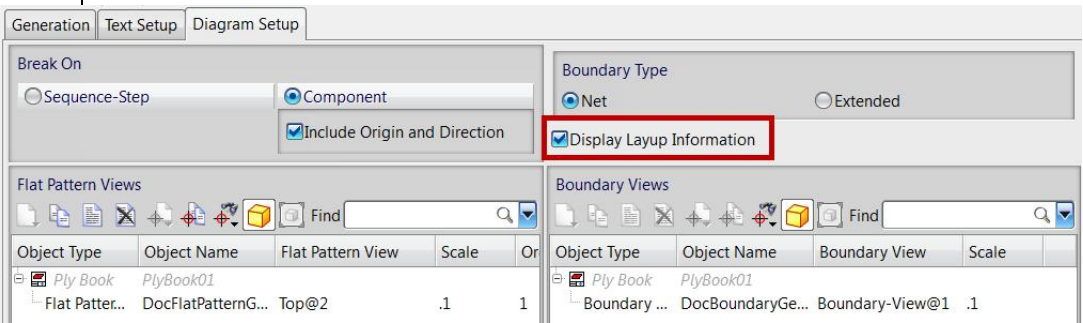 Generation Text Setup Diagram Setup
Break On
Sequence-Step Component
Include Origin and Direction
Boundary Type
Net Extended
Display Layup Information
Flat Pattern Views
Find
Object Type Object Name Flat Pattern View Scale Or
Ply Book PlyBook01
Flat Patter... DocFlatPatternG... Top@2 .1 1
Boundary Views
Find
Object Type Object Name Boundary View Scale
Ply Book PlyBook01
Boundary ... DocBoundaryGe... Boundary-View@1 .1